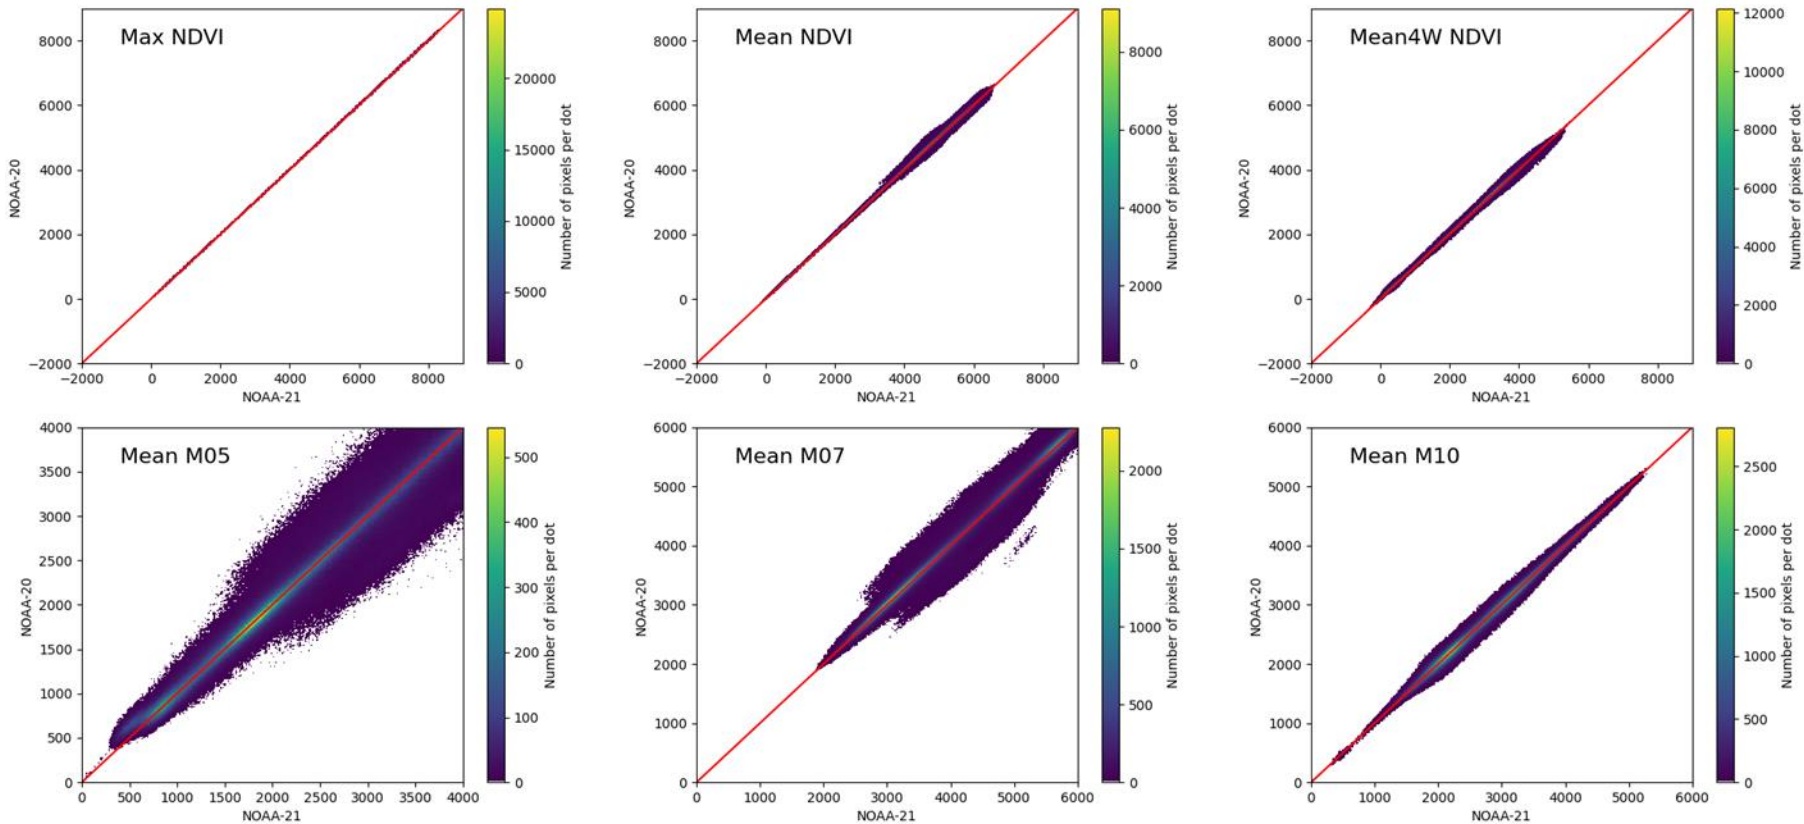 Max NDVI
8000
6000
4000
2000
0
−2000
−2000 0 2000 4000 6000 8000
NOAA-20
NOAA-21
20000
15000
10000
5000
0
Number of pixels per dot
Mean NDVI
8000
6000
4000
2000
0
−2000
−2000 0 2000 4000 6000 8000
NOAA-20
NOAA-21
8000
6000
4000
2000
0
Number of pixels per dot
Mean4W NDVI
8000
6000
4000
2000
0
−2000
−2000 0 2000 4000 6000 8000
NOAA-20
NOAA-21
12000
10000
8000
6000
4000
2000
0
Number of pixels per dot
Mean M05
4000
3500
3000
2500
2000
1500
1000
500
0
0 500 1000 1500 2000 2500 3000 3500 4000
NOAA-20
NOAA-21
500
400
300
200
100
0
Number of pixels per dot
Mean M07
6000
5000
4000
3000
2000
1000
0
0 1000 2000 3000 4000 5000 6000
NOAA-20
NOAA-21
2000
1500
1000
500
0
Number of pixels per dot
Mean M10
6000
5000
4000
3000
2000
1000
0
0 1000 2000 3000 4000 5000 6000
NOAA-20
NOAA-21
2500
2000
1500
1000
500
0
Number of pixels per dot